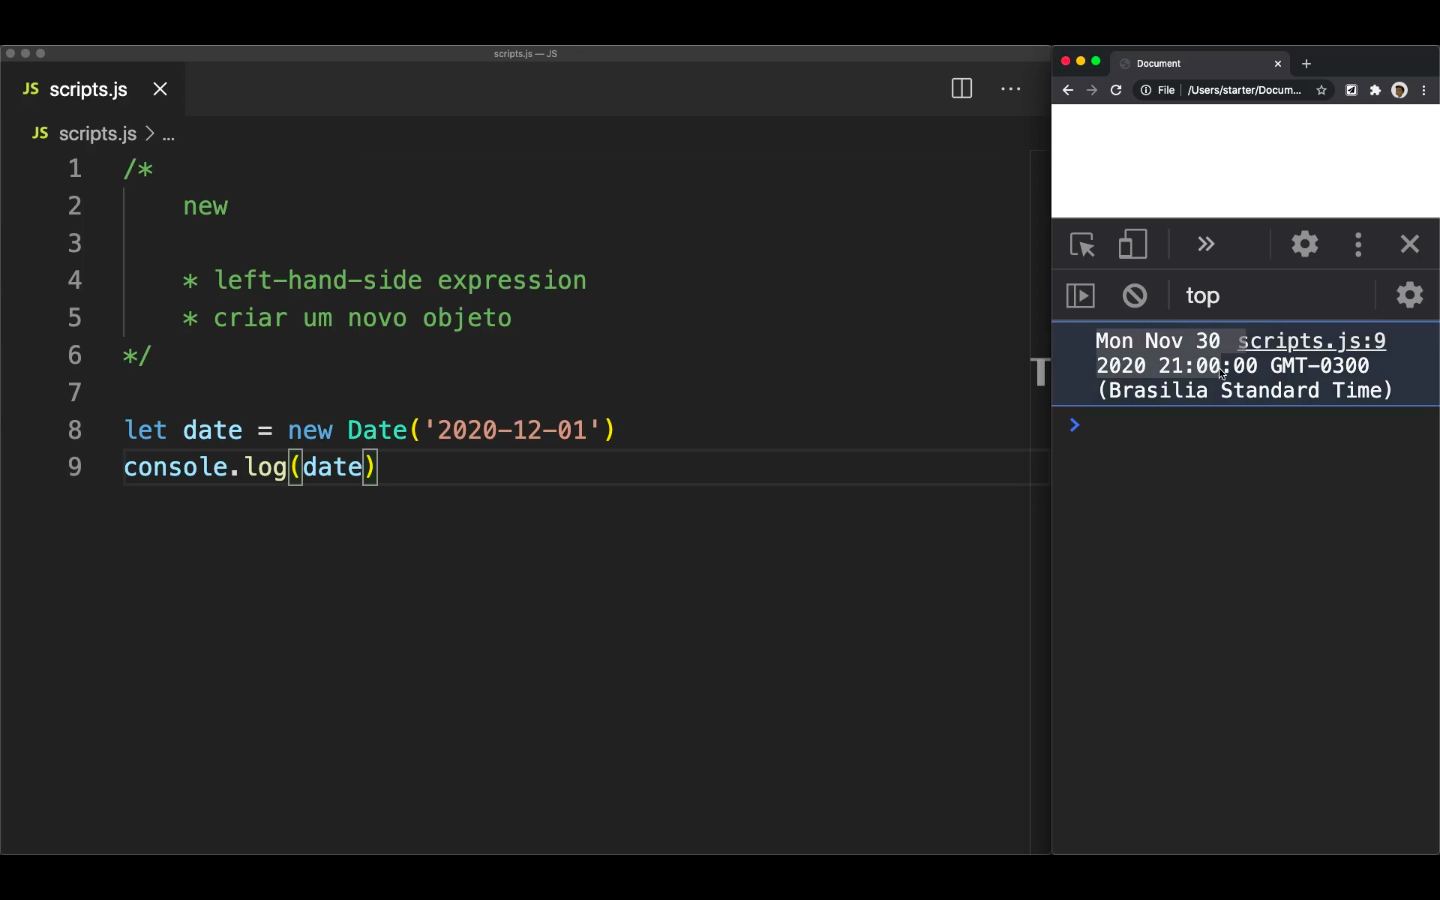 scripts.js — JS
JS scripts.js
JS scripts.js > ...
1 /*
2 new
3
4 * left-hand-side expression
5 * criar um novo objeto
6 */
7
8 let date = new Date('2020-12-01')
9 console.log(date)
T
Document
File /Users/starter/Docum...
top
Mon Nov 30 scripts.js:9
2020 21:00:00 GMT-0300
(Brasilia Standard Time)